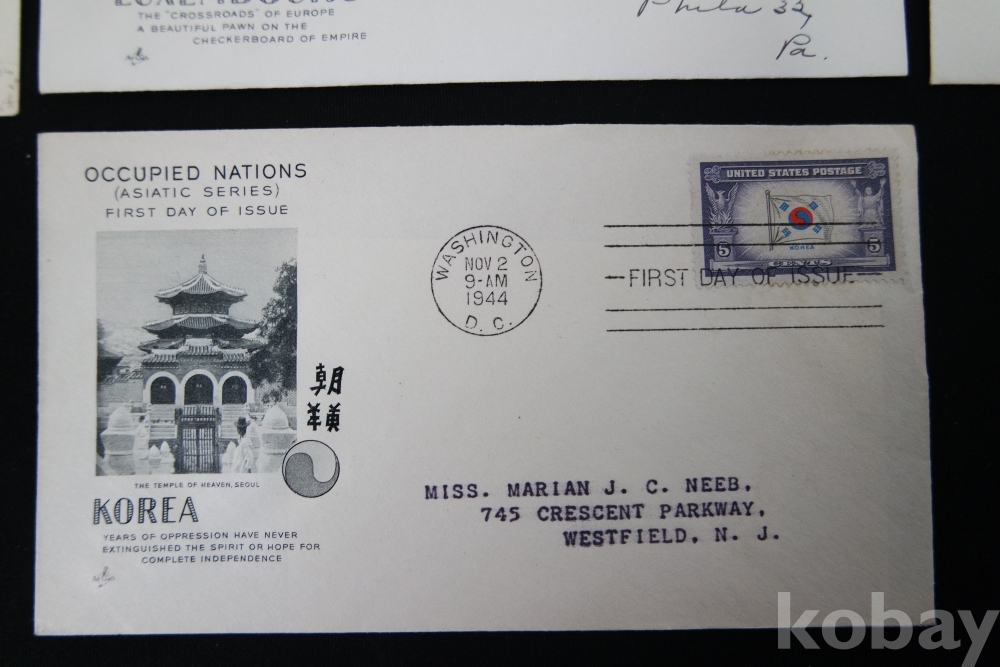 THE "CROSSROADS" OF EUROPE
A BEAUTIFUL PAWN ON THE
CHECKERBOARD OF EMPIRE
Phila 32,
Pa.
OCCUPIED NATIONS
(ASIATIC SERIES)
FIRST DAY OF ISSUE
WASHINGTON
NOV 2
9-AM
1944
D. C.
UNITED STATES POSTAGE
KOREA
5 5
CENTS
FIRST DAY OF ISSUE
朝
鮮
THE TEMPLE OF HEAVEN, SEOUL
KOREA
YEARS OF OPPRESSION HAVE NEVER
EXTINGUISHED THE SPIRIT OR HOPE FOR
COMPLETE INDEPENDENCE
MISS. MARIAN J. C. NEEB,
745 CRESCENT PARKWAY,
WESTFIELD, N. J.
kobay